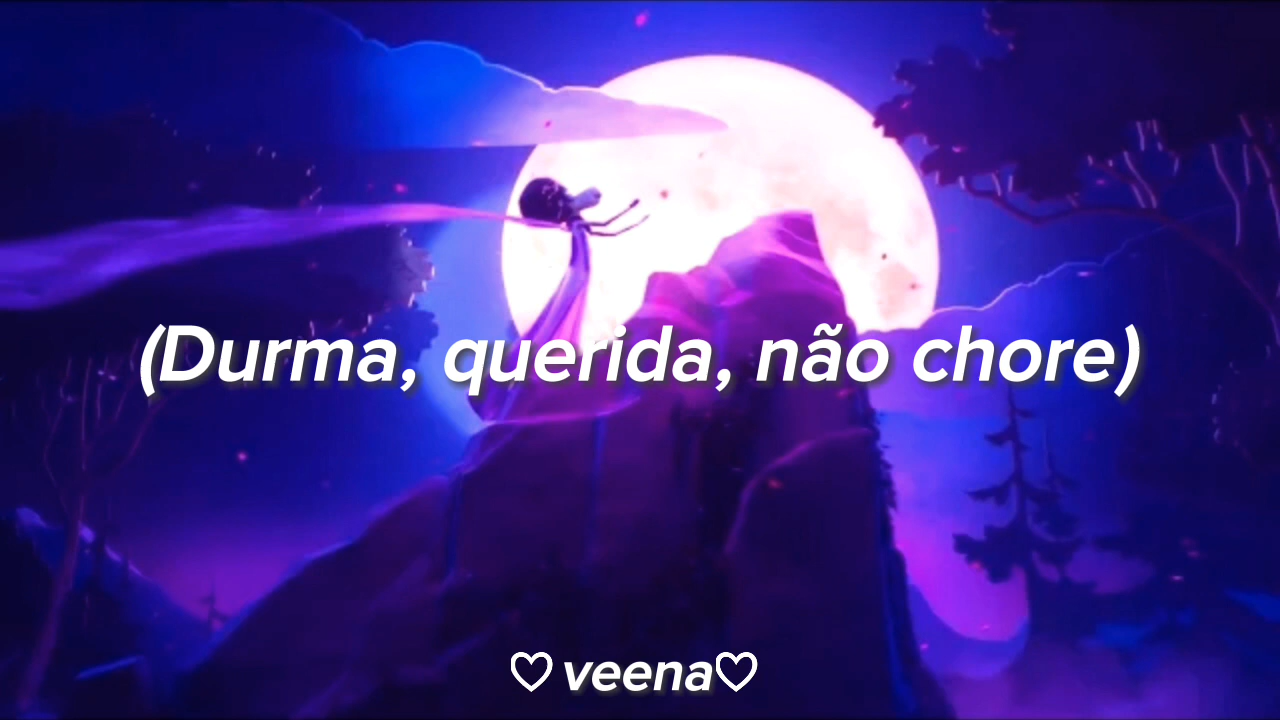 (Durma, querida, não chore)
♡veena♡